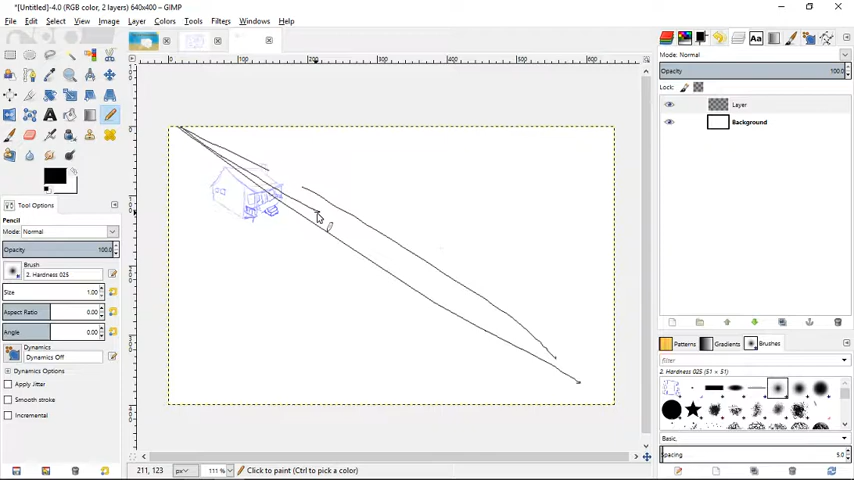 *[Untitled]-4.0 (RGB color, 2 layers) 640x400 – GIMP
File Edit Select View Image Layer Colors Tools Filters Windows Help
0 100 200 300 400 500 600
Mode: Normal
Opacity 100.0
Lock:
Layer
Background
Tool Options
Pencil
Mode: Normal
Opacity 100.0
Brush
2. Hardness 025
Size 1.00
Aspect Ratio 0.00
Angle 0.00
Dynamics
Dynamics Off
Dynamics Options
Apply Jitter
Smooth stroke
Incremental
Patterns Gradients Brushes
filter
2. Hardness 025 (51 × 51)
Basic.
Spacing 5.0
211, 123 px 111 % Click to paint (Ctrl to pick a color)